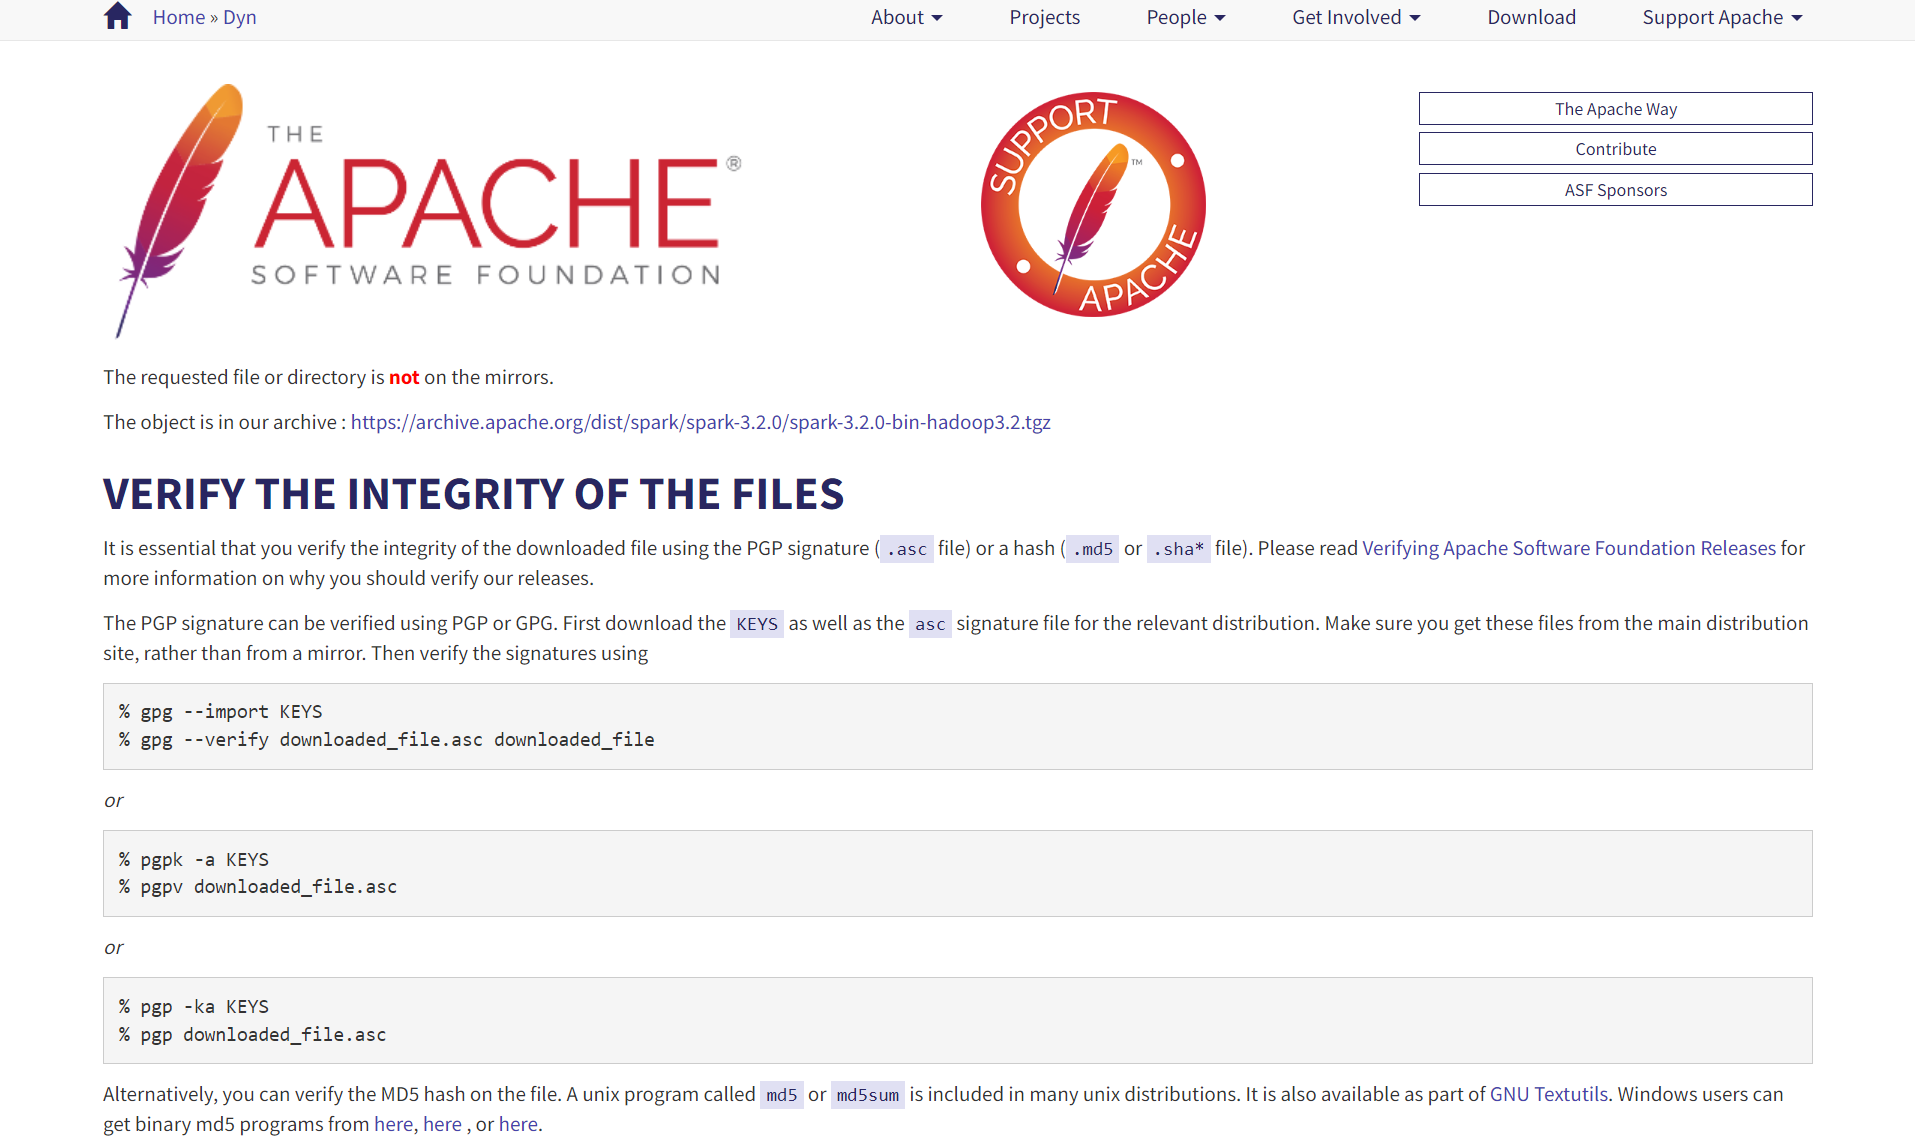 Home » Dyn
About
Projects
People
Get Involved
Download
Support Apache
THE
APACHE®
SOFTWARE FOUNDATION
SUPPORT
APACHE
™
The Apache Way
Contribute
ASF Sponsors
The requested file or directory is not on the mirrors.
The object is in our archive : https://archive.apache.org/dist/spark/spark-3.2.0/spark-3.2.0-bin-hadoop3.2.tgz
VERIFY THE INTEGRITY OF THE FILES
It is essential that you verify the integrity of the downloaded file using the PGP signature ( .asc file) or a hash ( .md5 or .sha* file). Please read Verifying Apache Software Foundation Releases for
more information on why you should verify our releases.
The PGP signature can be verified using PGP or GPG. First download the KEYS as well as the asc signature file for the relevant distribution. Make sure you get these files from the main distribution
site, rather than from a mirror. Then verify the signatures using
% gpg --import KEYS
% gpg --verify downloaded_file.asc downloaded_file
or
% pgpk -a KEYS
% pgpv downloaded_file.asc
or
% pgp -ka KEYS
% pgp downloaded_file.asc
Alternatively, you can verify the MD5 hash on the file. A unix program called md5 or md5sum is included in many unix distributions. It is also available as part of GNU Textutils. Windows users can
get binary md5 programs from here, here , or here.